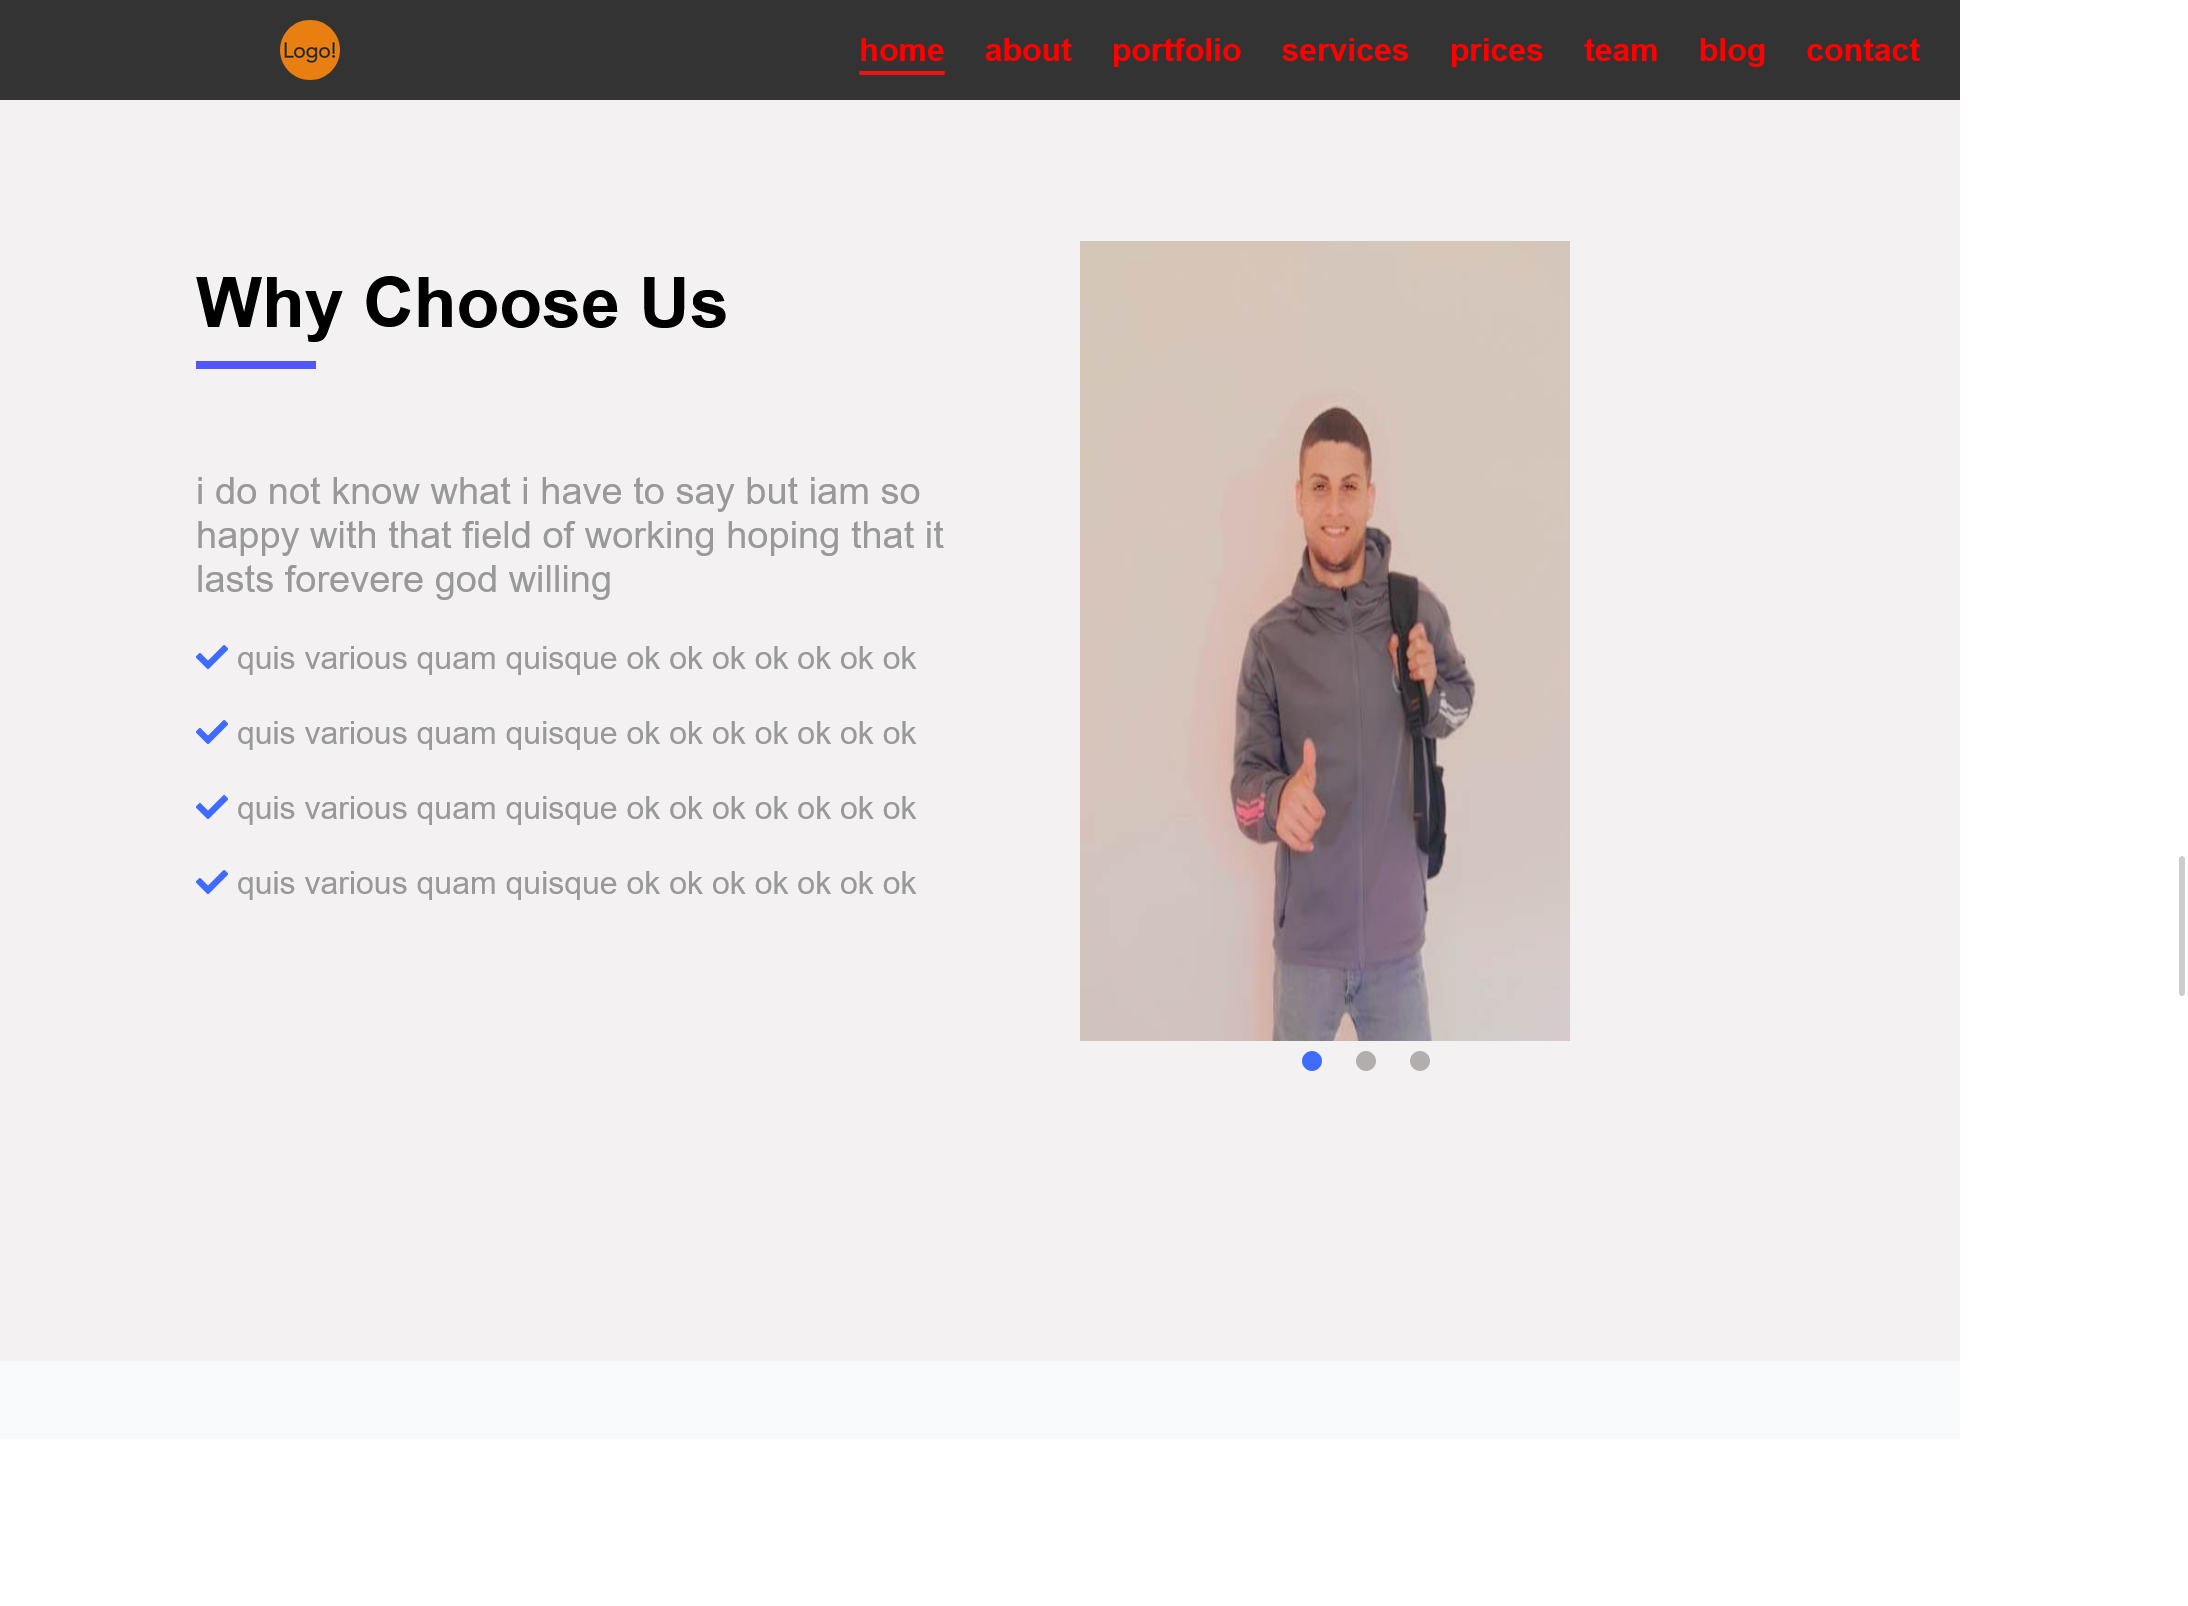 Logo!
home about portfolio services prices team blog contact
Why Choose Us
i do not know what i have to say but iam so
happy with that field of working hoping that it
lasts forevere god willing
quis various quam quisque ok ok ok ok ok ok ok
quis various quam quisque ok ok ok ok ok ok ok
quis various quam quisque ok ok ok ok ok ok ok
quis various quam quisque ok ok ok ok ok ok ok